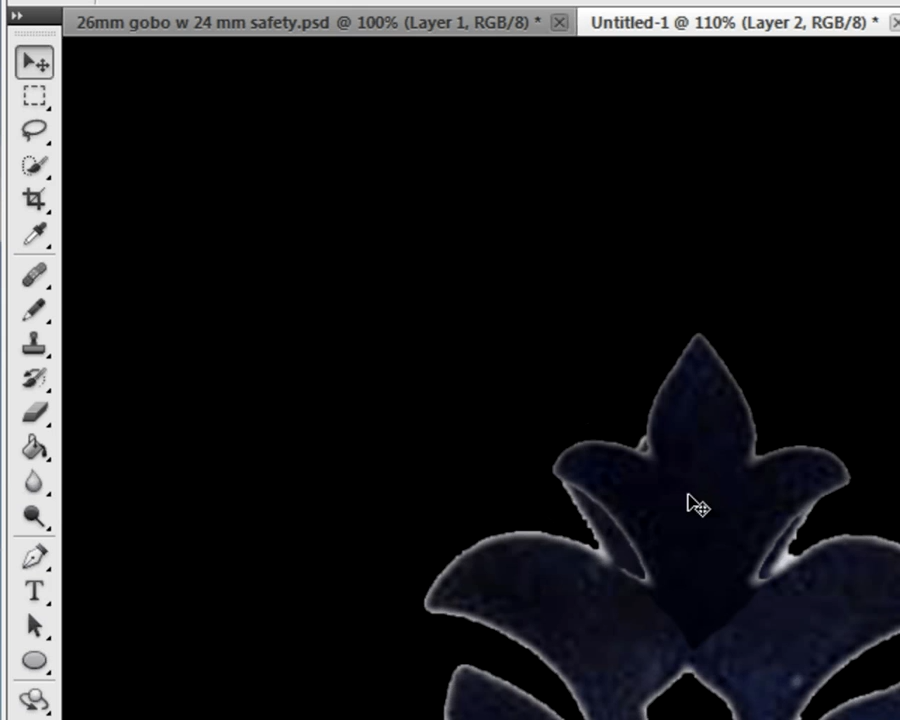 26mm gobo w 24 mm safety.psd @ 100% (Layer 1, RGB/8) *
Untitled-1 @ 110% (Layer 2, RGB/8) *